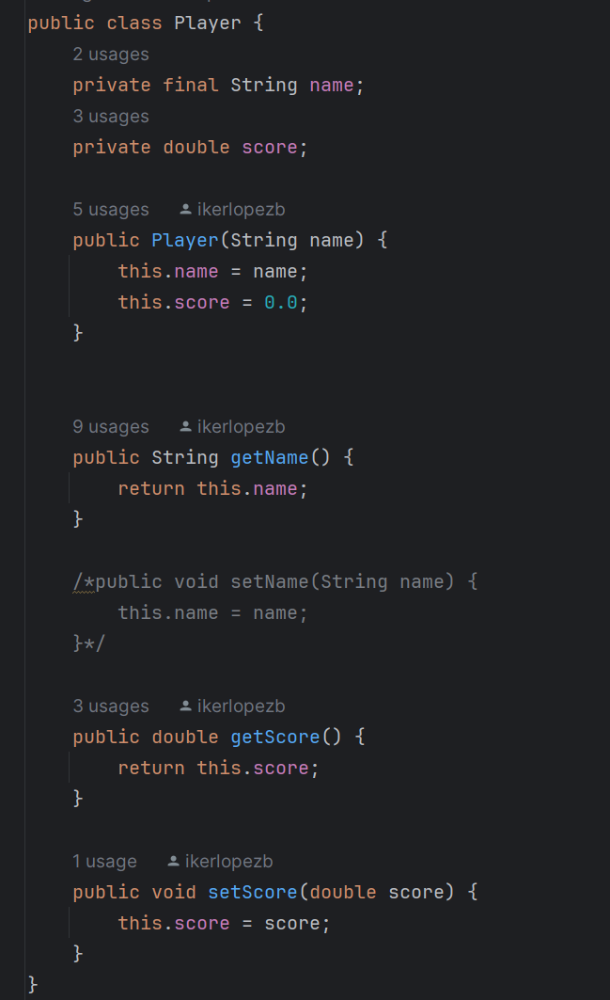 public class Player {
2 usages
private final String name;
3 usages
private double score;
5 usages ikerlopezb
public Player(String name) {
this.name = name;
this.score = 0.0;
}
9 usages ikerlopezb
public String getName() {
return this.name;
}
/*public void setName(String name) {
this.name = name;
}*/
3 usages ikerlopezb
public double getScore() {
return this.score;
}
1 usage ikerlopezb
public void setScore(double score) {
this.score = score;
}
}